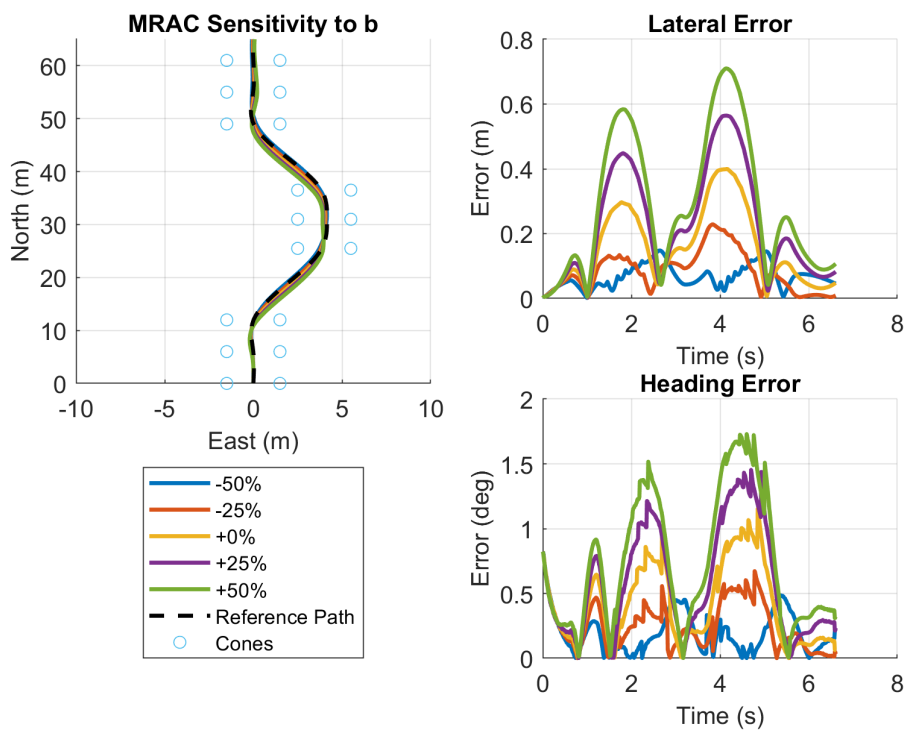 MRAC Sensitivity to b
60
50
40
30
20
10
0
North (m)
-10 -5 0 5 10
East (m)
-50%
-25%
+0%
+25%
+50%
Reference Path
Cones
Lateral Error
0.8
0.6
0.4
0.2
0
Error (m)
0 2 4 6 8
Time (s)
Heading Error
2
1.5
1
0.5
0
Error (deg)
0 2 4 6 8
Time (s)